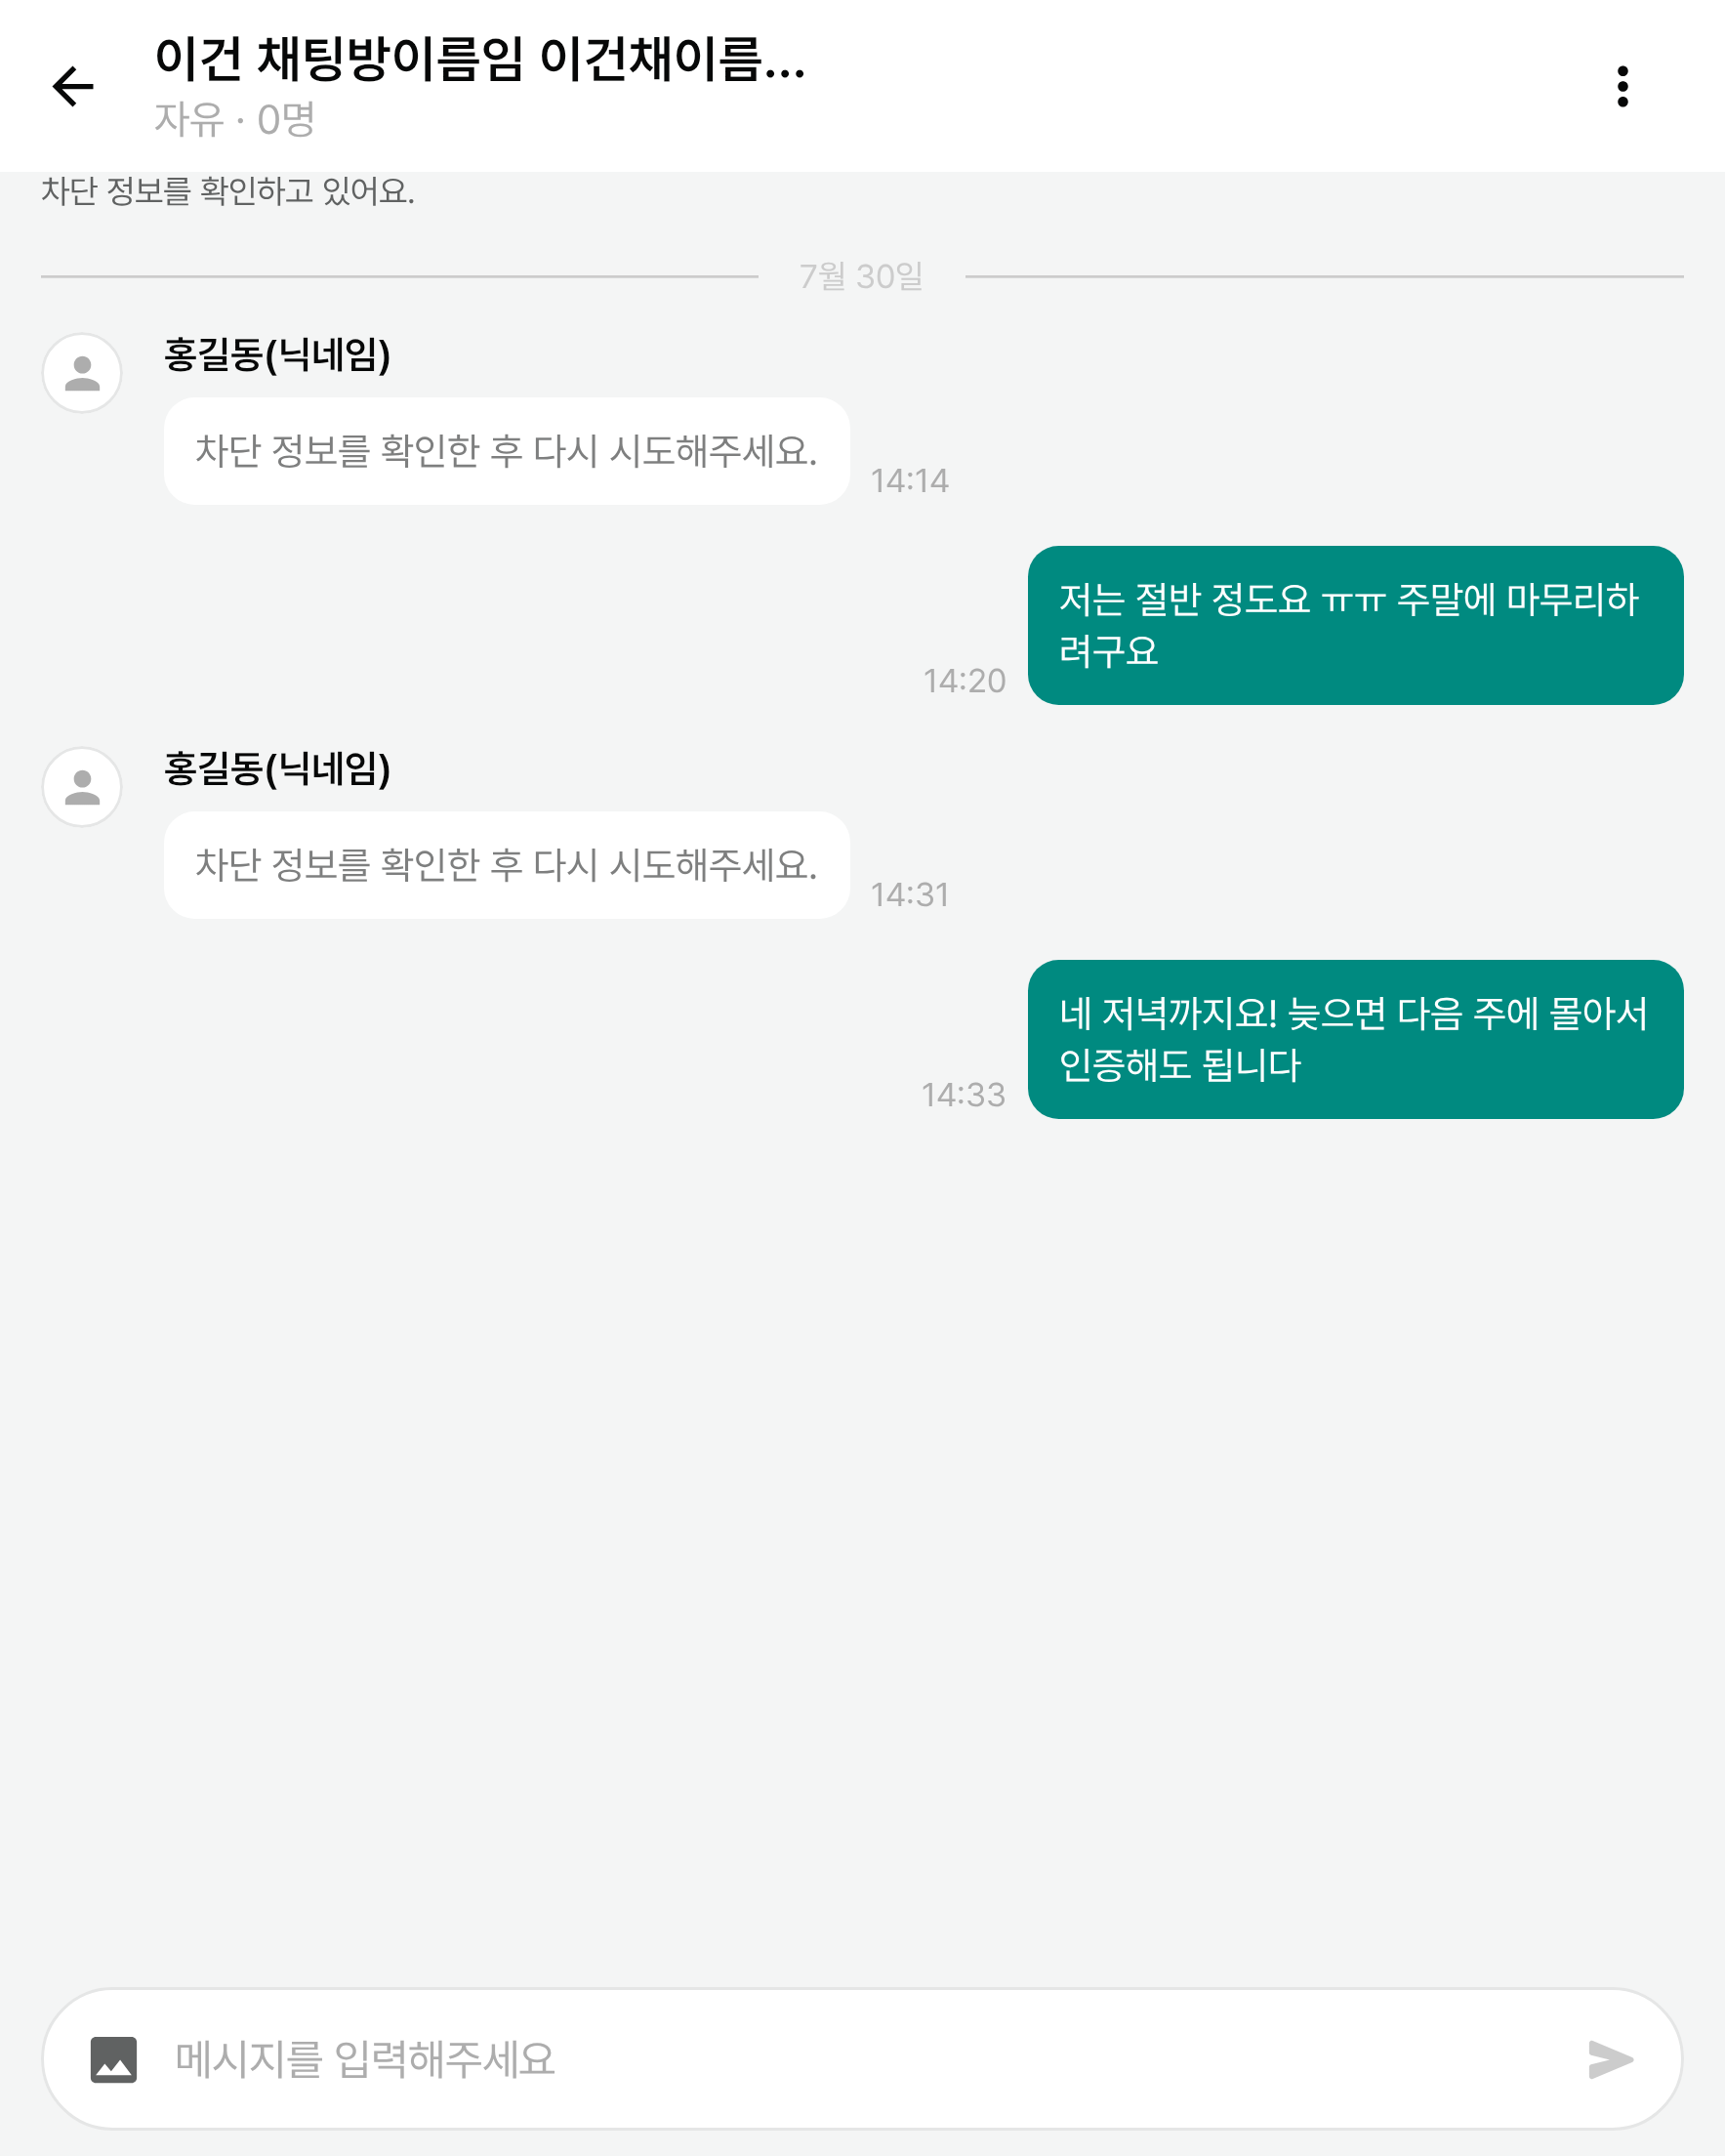 이건 채팅방이름임 이건채이름...
자유 · 0명
차단 정보를 확인하고 있어요.
7월 30일
홍길동(닉네임)
차단 정보를 확인한 후 다시 시도해주세요.
14:14
저는 절반 정도요 ㅠㅠ 주말에 마무리하
려구요
14:20
홍길동(닉네임)
차단 정보를 확인한 후 다시 시도해주세요.
14:31
네 저녁까지요! 늦으면 다음 주에 몰아서
인증해도 됩니다
14:33
메시지를 입력해주세요